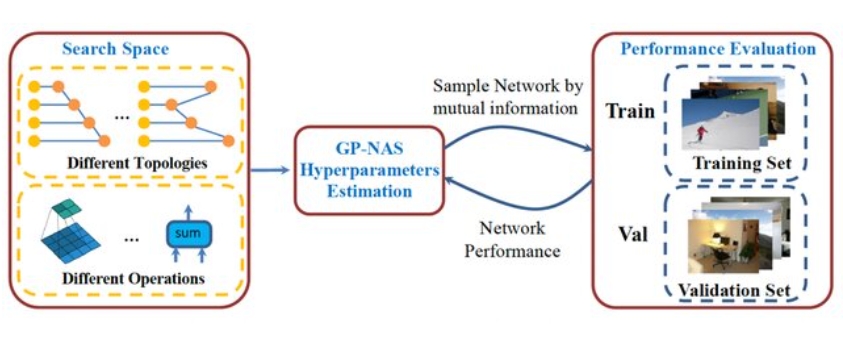 Search Space
...
Different Topologies
...
sum
Different Operations
GP-NAS
Hyperparameters
Estimation
Sample Network by
mutual information
Network
Performance
Performance Evaluation
Train
Training Set
Val
Validation Set